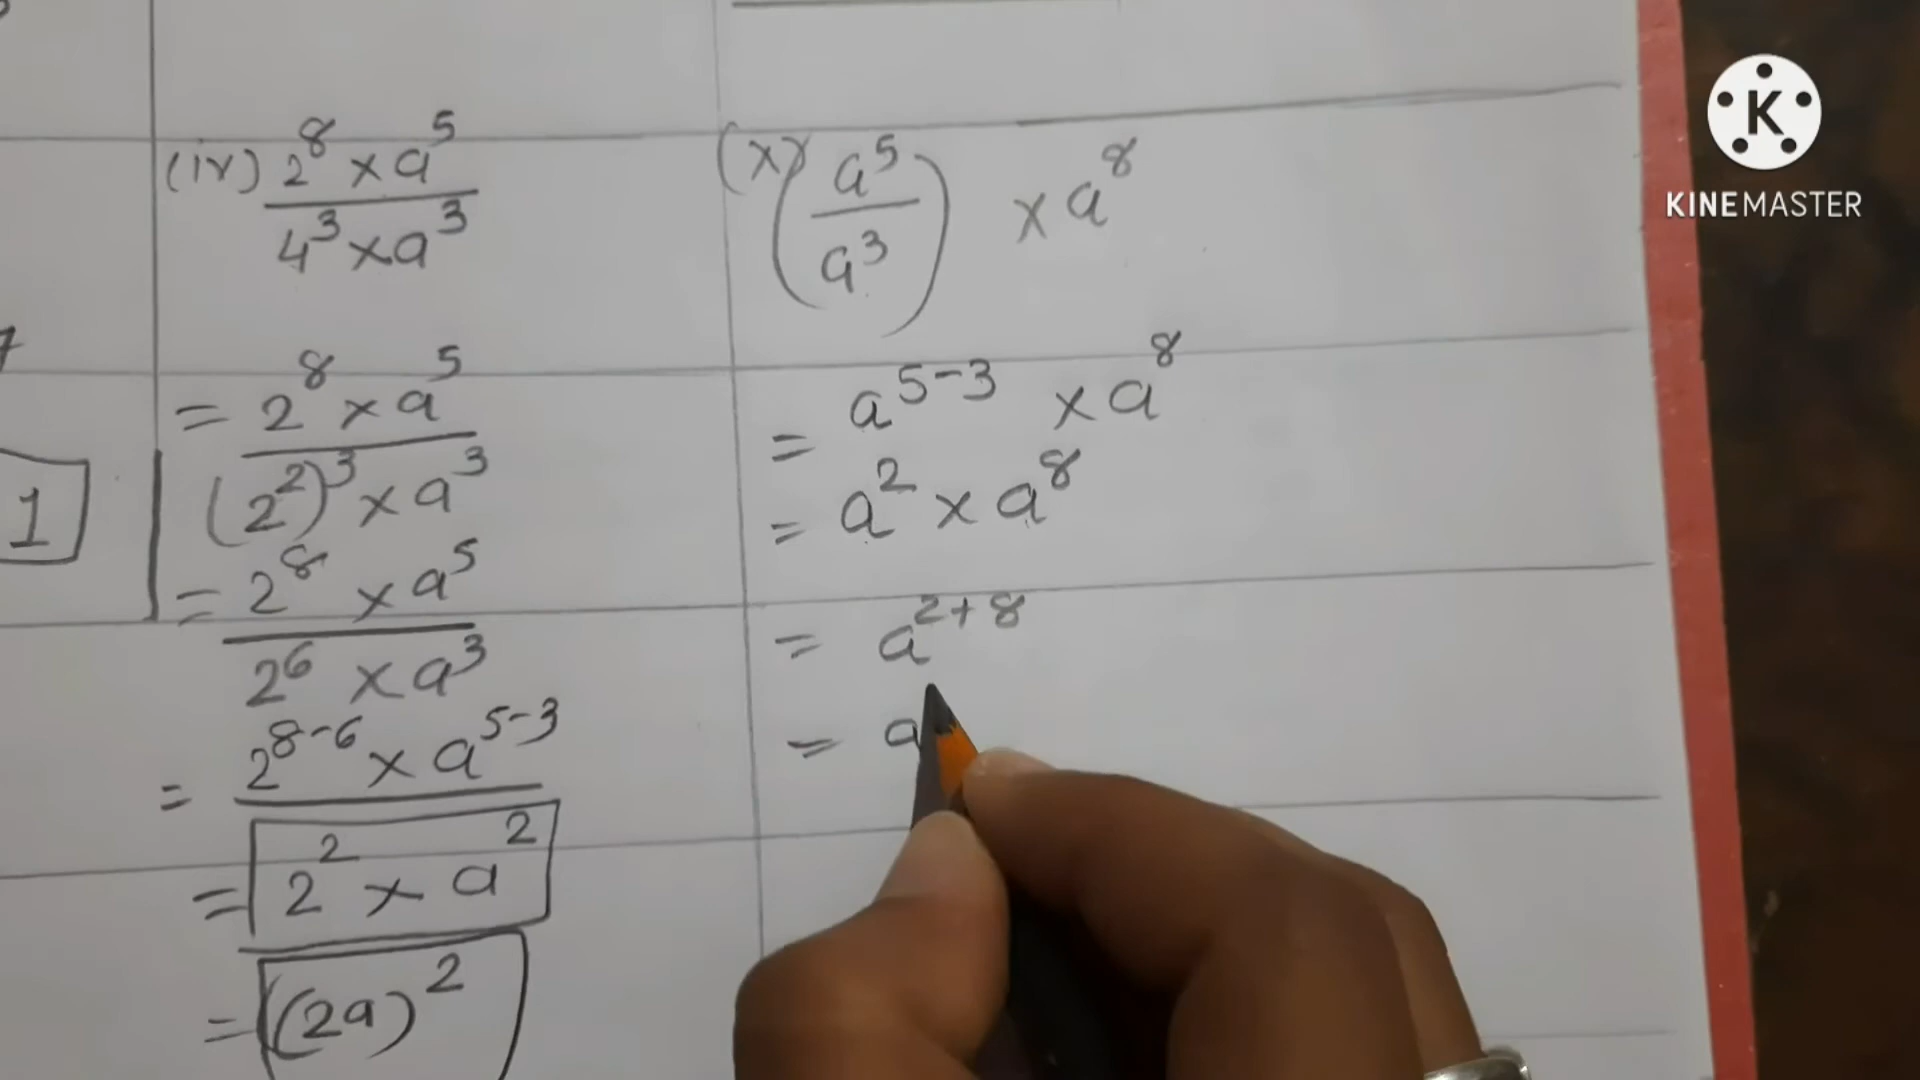 (iv) 2^8 × a^5 / 4^3 × a^3
= 2^8 × a^5 / (2^2)^3 × a^3
= 2^8 × a^5 / 2^6 × a^3
= 2^8-6 × a^5-3
= 2^2 × a^2
= (2a)^2
(x) (a^5 / a^3) × a^8
= a^5-3 × a^8
= a^2 × a^8
= a^2+8
= a
1
K
KINEMASTER